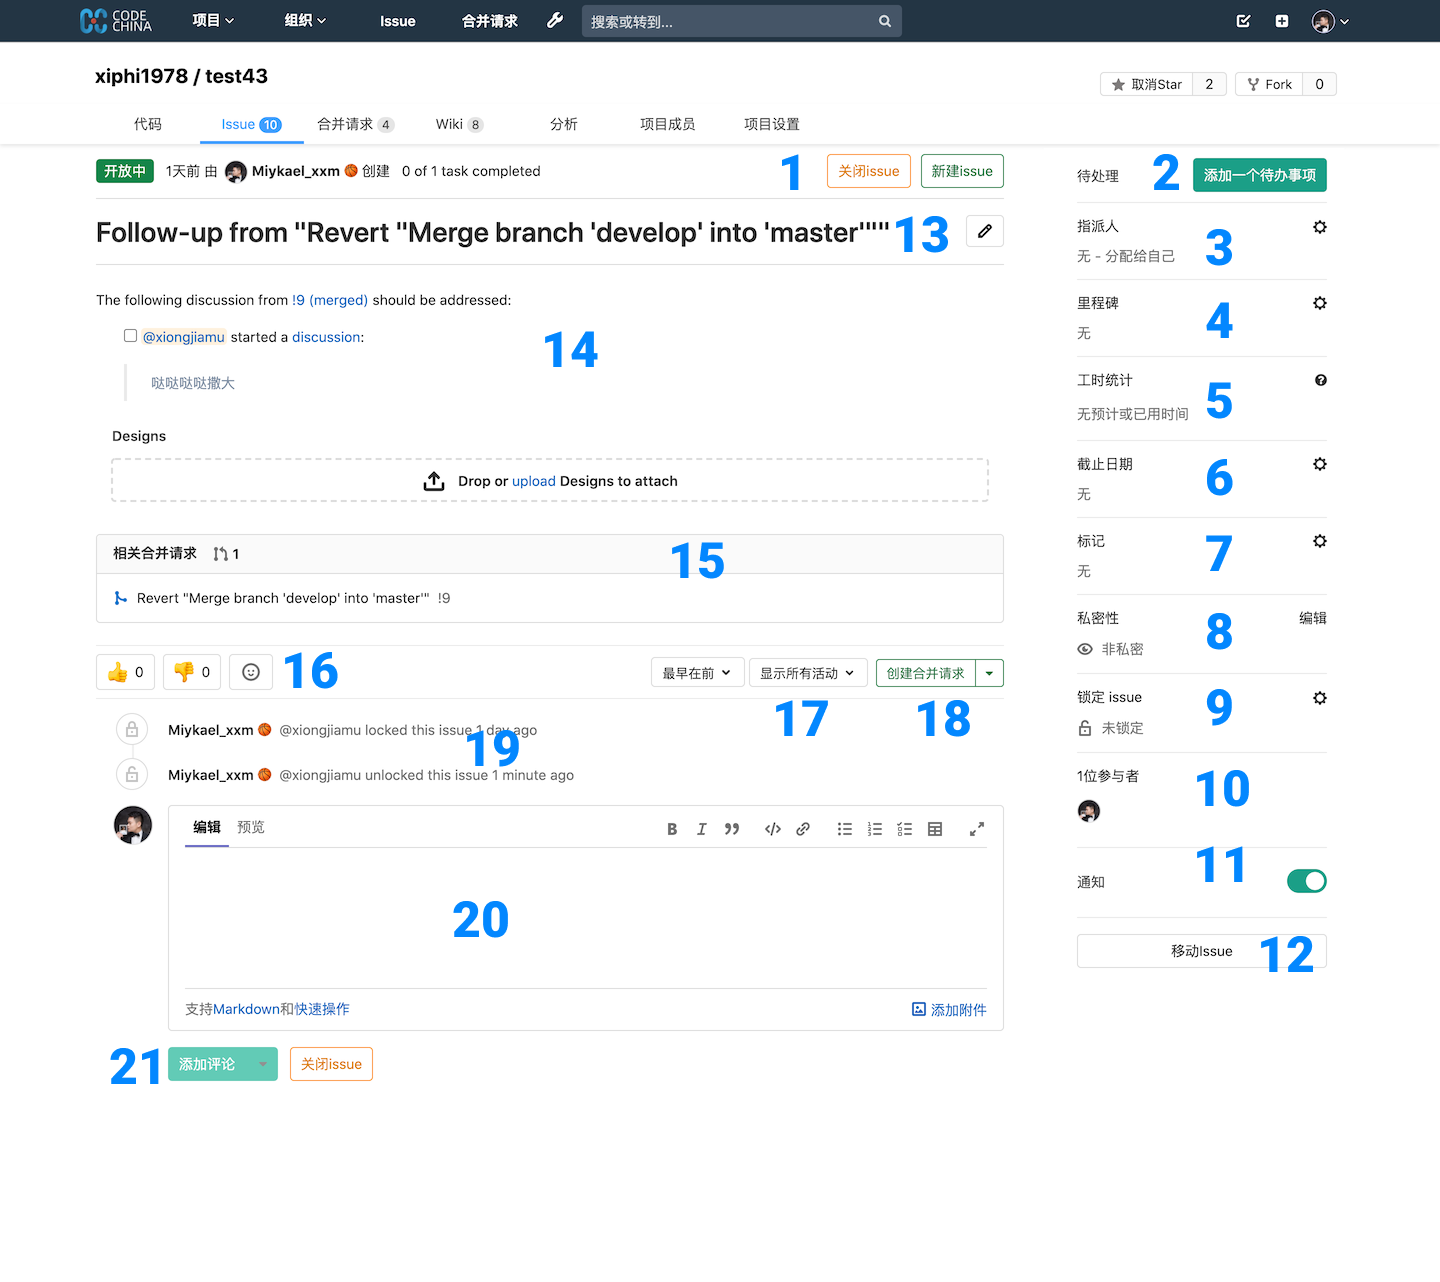 CODE CHINA 项目 组织 Issue 合并请求 搜索或转到...
xiphi1978 / test43
取消Star 2 Fork 0
代码 Issue 10 合并请求 4 Wiki 8 分析 项目成员 项目设置
开放中 1天前 由 Miykael_xxm 创建 0 of 1 task completed 1 关闭issue 新建issue
Follow-up from "Revert "Merge branch 'develop' into 'master'"" 13
The following discussion from !9 (merged) should be addressed:
@xiongjiamu started a discussion: 14
哒哒哒哒撒大
Designs
Drop or upload Designs to attach
相关合并请求 1 15
Revert "Merge branch 'develop' into 'master'" !9
0 0 16 最早在前 显示所有活动 创建合并请求
17 18
Miykael_xxm @xiongjiamu locked this issue 1 day ago
19
Miykael_xxm @xiongjiamu unlocked this issue 1 minute ago
编辑 预览
20
支持Markdown和快速操作 添加附件
21 添加评论 关闭issue
待处理 2 添加一个待办事项
指派人
无 - 分配给自己 3
里程碑
无 4
工时统计
无预计或已用时间 5
截止日期
无 6
标记
无 7
私密性 编辑
非私密 8
锁定 issue
未锁定 9
1位参与者
10
通知 11
移动Issue 12